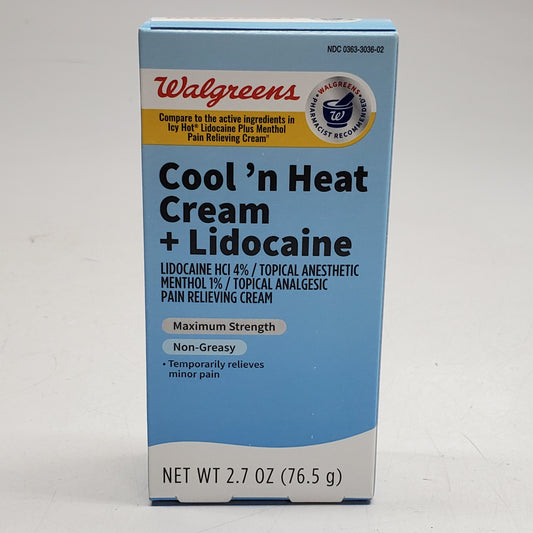 NDC 0363-3036-02
Walgreens
WALGREENS
PHARMACIST RECOMMENDED
W
Compare to the active ingredients in
Icy Hot® Lidocaine Plus Menthol
Pain Relieving Cream††
Cool ’n Heat
Cream
+ Lidocaine
LIDOCAINE HCl 4% / TOPICAL ANESTHETIC
MENTHOL 1% / TOPICAL ANALGESIC
PAIN RELIEVING CREAM
Maximum Strength
Non-Greasy
• Temporarily relieves
minor pain
NET WT 2.7 OZ (76.5 g)